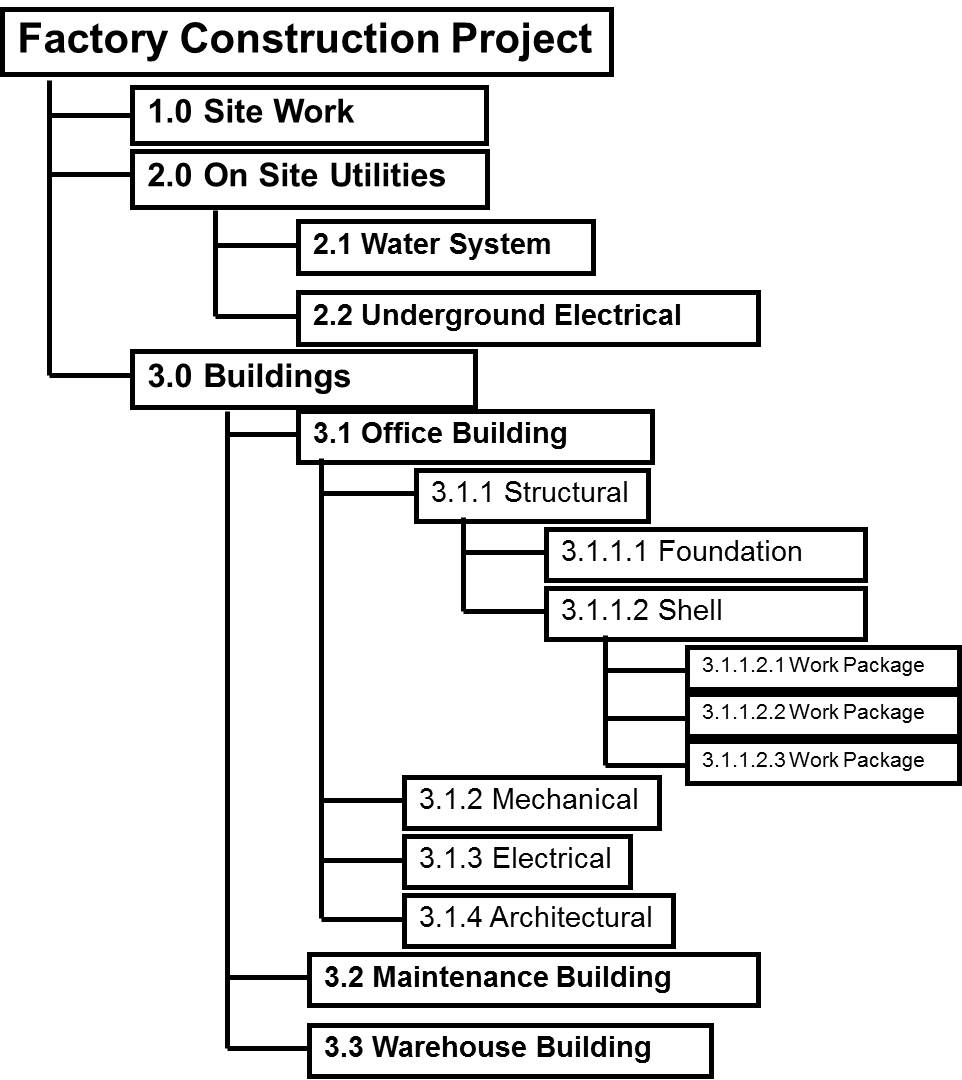 Factory Construction Project
1.0 Site Work
2.0 On Site Utilities
2.1 Water System
2.2 Underground Electrical
3.0 Buildings
3.1 Office Building
3.1.1 Structural
3.1.1.1 Foundation
3.1.1.2 Shell
3.1.1.2.1 Work Package
3.1.1.2.2 Work Package
3.1.1.2.3 Work Package
3.1.2 Mechanical
3.1.3 Electrical
3.1.4 Architectural
3.2 Maintenance Building
3.3 Warehouse Building